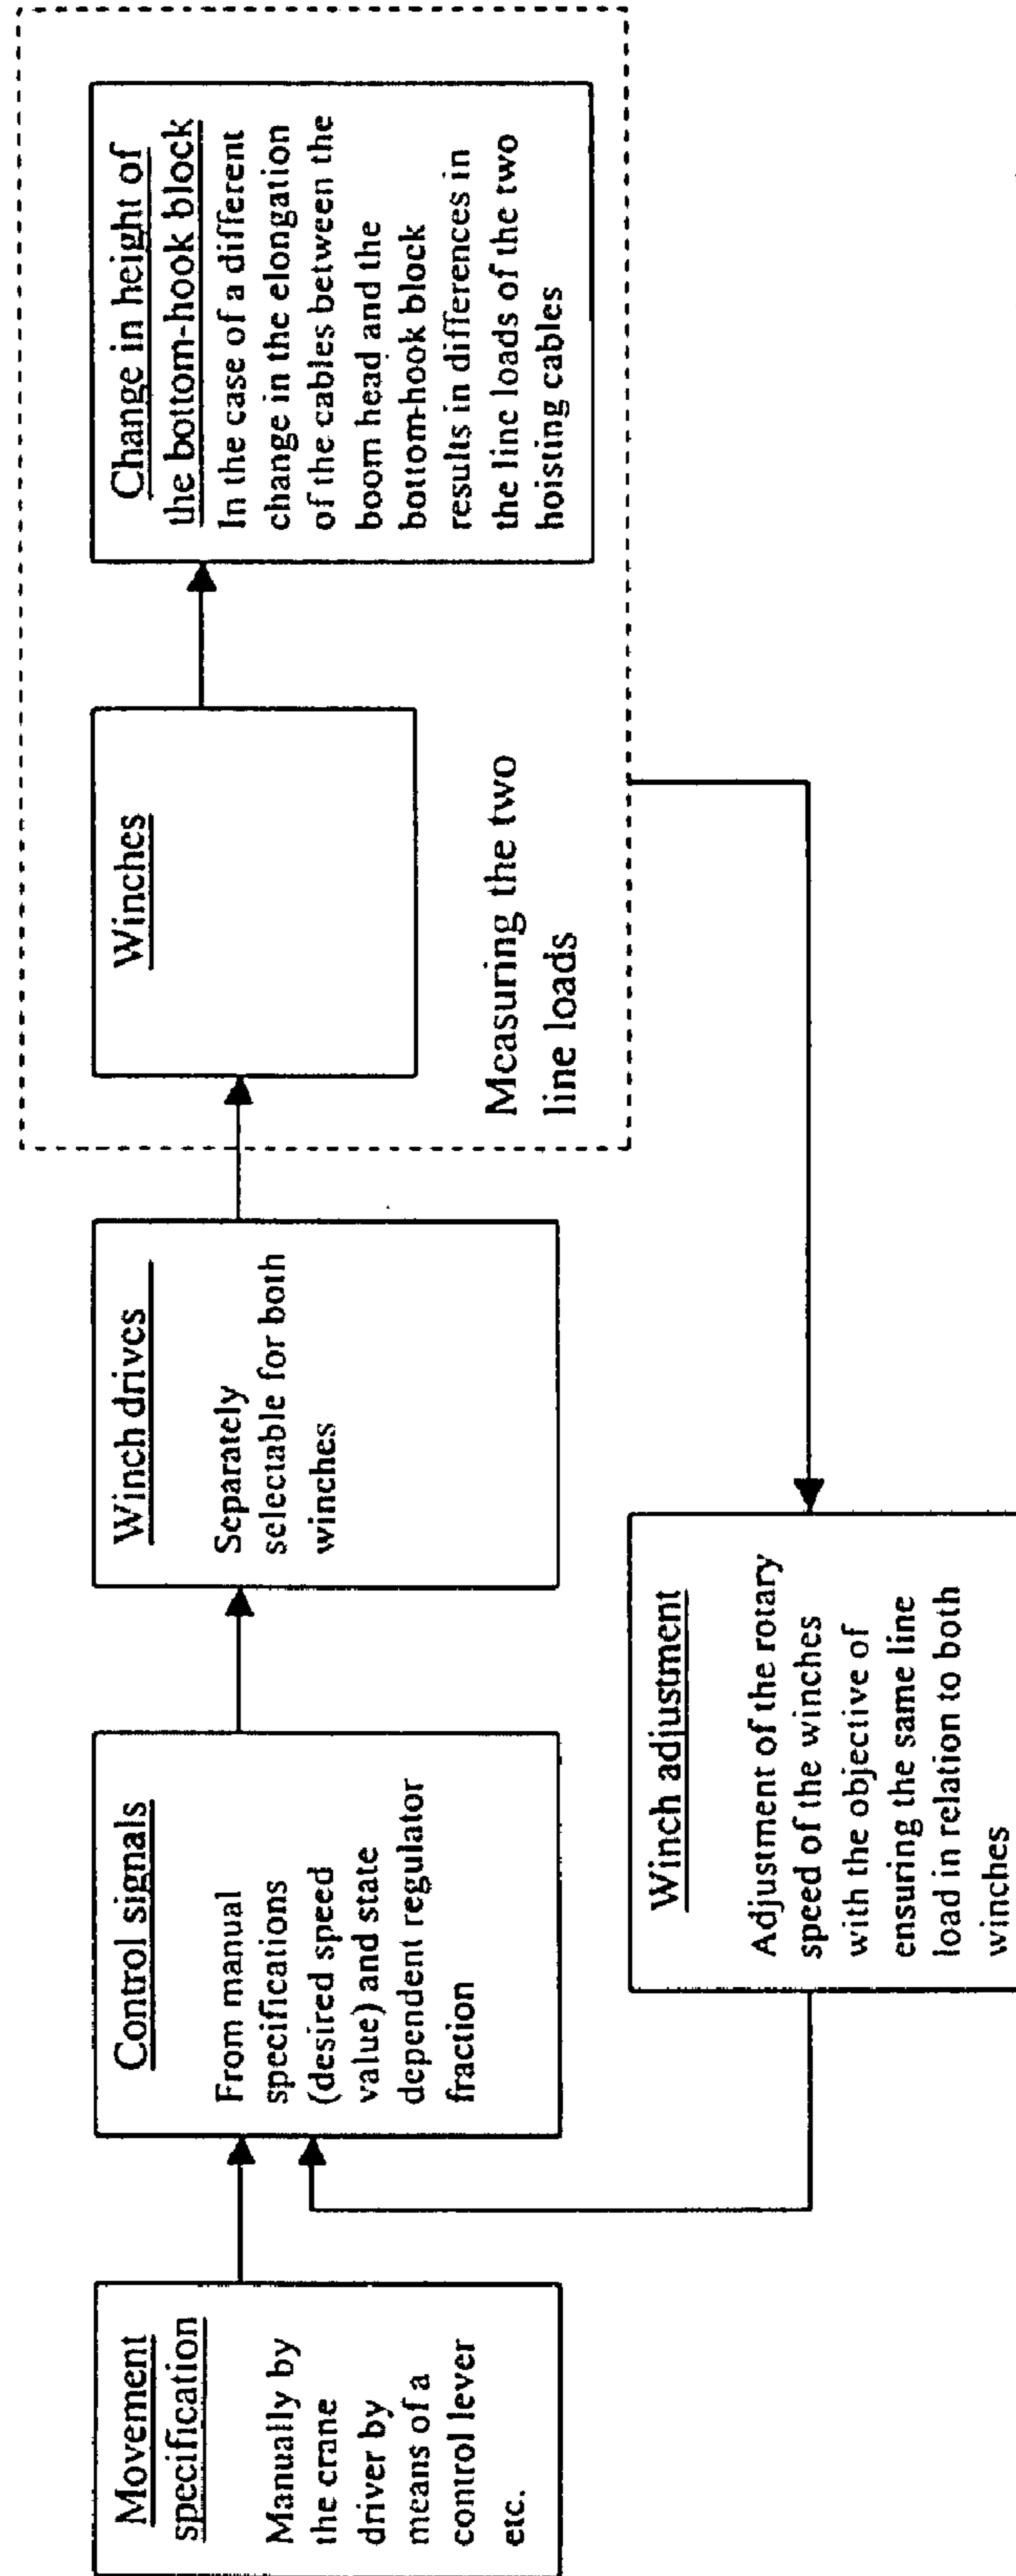 Movement
specification
Manually by
the crane
driver by
means of a
control lever
etc.
Control signals
From manual
specifications
(desired speed
value) and state
dependent regulator
fraction
Winch drives
Separately
selectable for both
winches
Winches
Measuring the two
line loads
Change in height of
the bottom-hook block
In the case of a different
change in the elongation
of the cables between the
boom head and the
bottom-hook block
results in differences in
the line loads of the two
hoisting cables
Winch adjustment
Adjustment of the rotary
speed of the winches
with the objective of
ensuring the same line
load in relation to both
winches